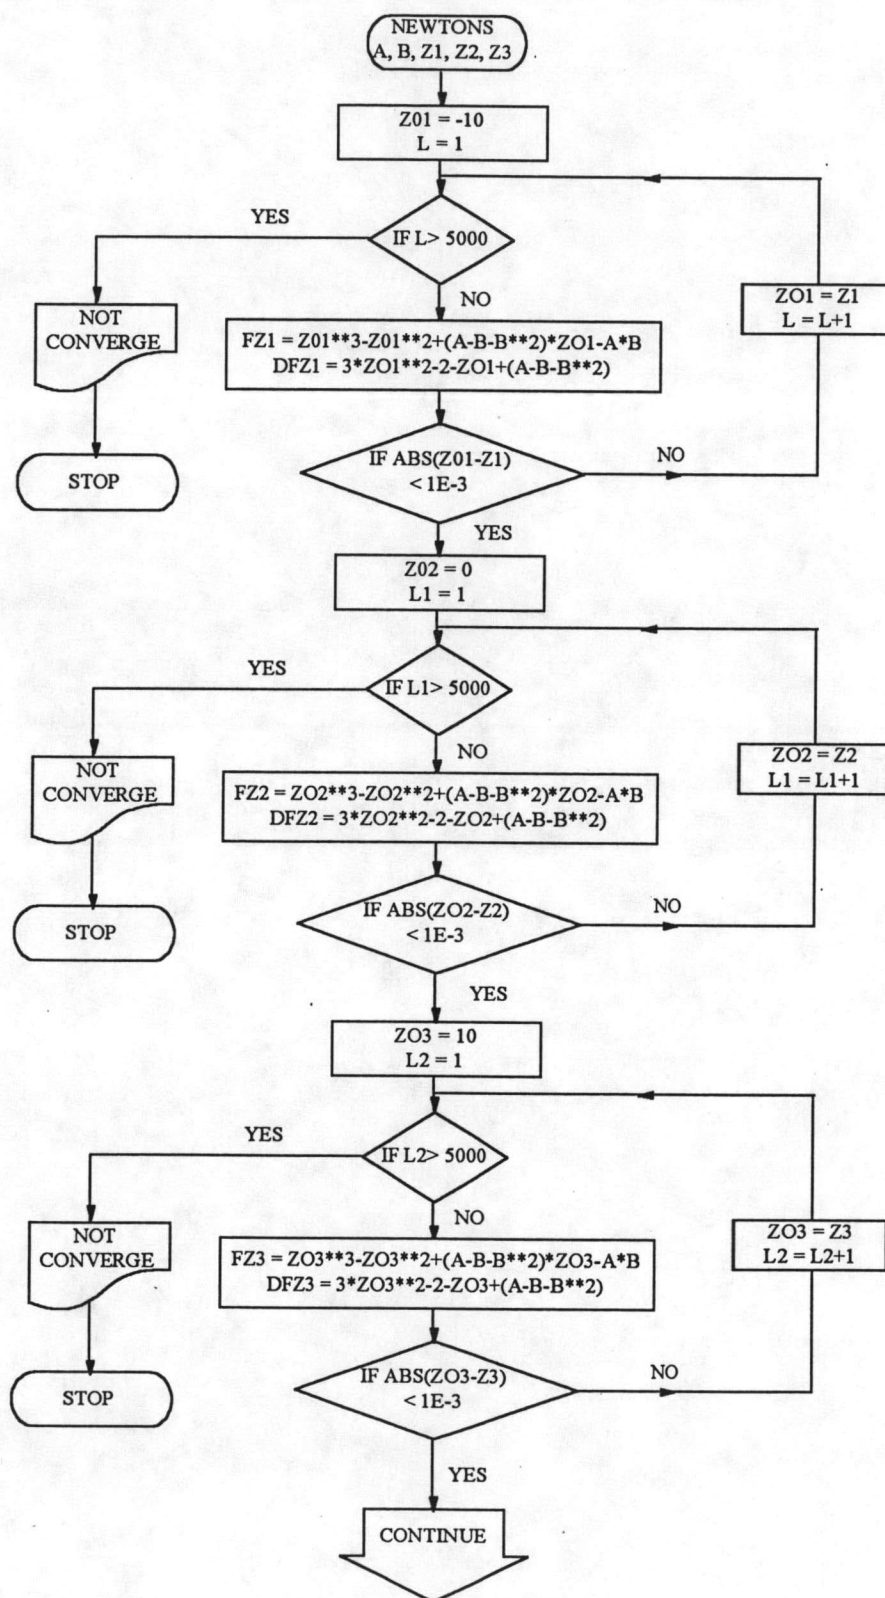 NEWTONS
A, B, Z1, Z2, Z3
Z01 = -10
L = 1
YES
IF L> 5000
NO
NOT
CONVERGE
ZO1 = Z1
L = L+1
FZ1 = Z01**3-Z01**2+(A-B-B**2)*ZO1-A*B
DFZ1 = 3*ZO1**2-2-ZO1+(A-B-B**2)
STOP
IF ABS(Z01-Z1)
< 1E-3
NO
YES
Z02 = 0
L1 = 1
YES
IF L1> 5000
NO
NOT
CONVERGE
ZO2 = Z2
L1 = L1+1
FZ2 = ZO2**3-ZO2**2+(A-B-B**2)*ZO2-A*B
DFZ2 = 3*ZO2**2-2-ZO2+(A-B-B**2)
STOP
IF ABS(ZO2-Z2)
< 1E-3
NO
YES
ZO3 = 10
L2 = 1
YES
IF L2> 5000
NO
NOT
CONVERGE
ZO3 = Z3
L2 = L2+1
FZ3 = ZO3**3-ZO3**2+(A-B-B**2)*ZO3-A*B
DFZ3 = 3*ZO3**2-2-ZO3+(A-B-B**2)
STOP
IF ABS(ZO3-Z3)
< 1E-3
NO
YES
CONTINUE